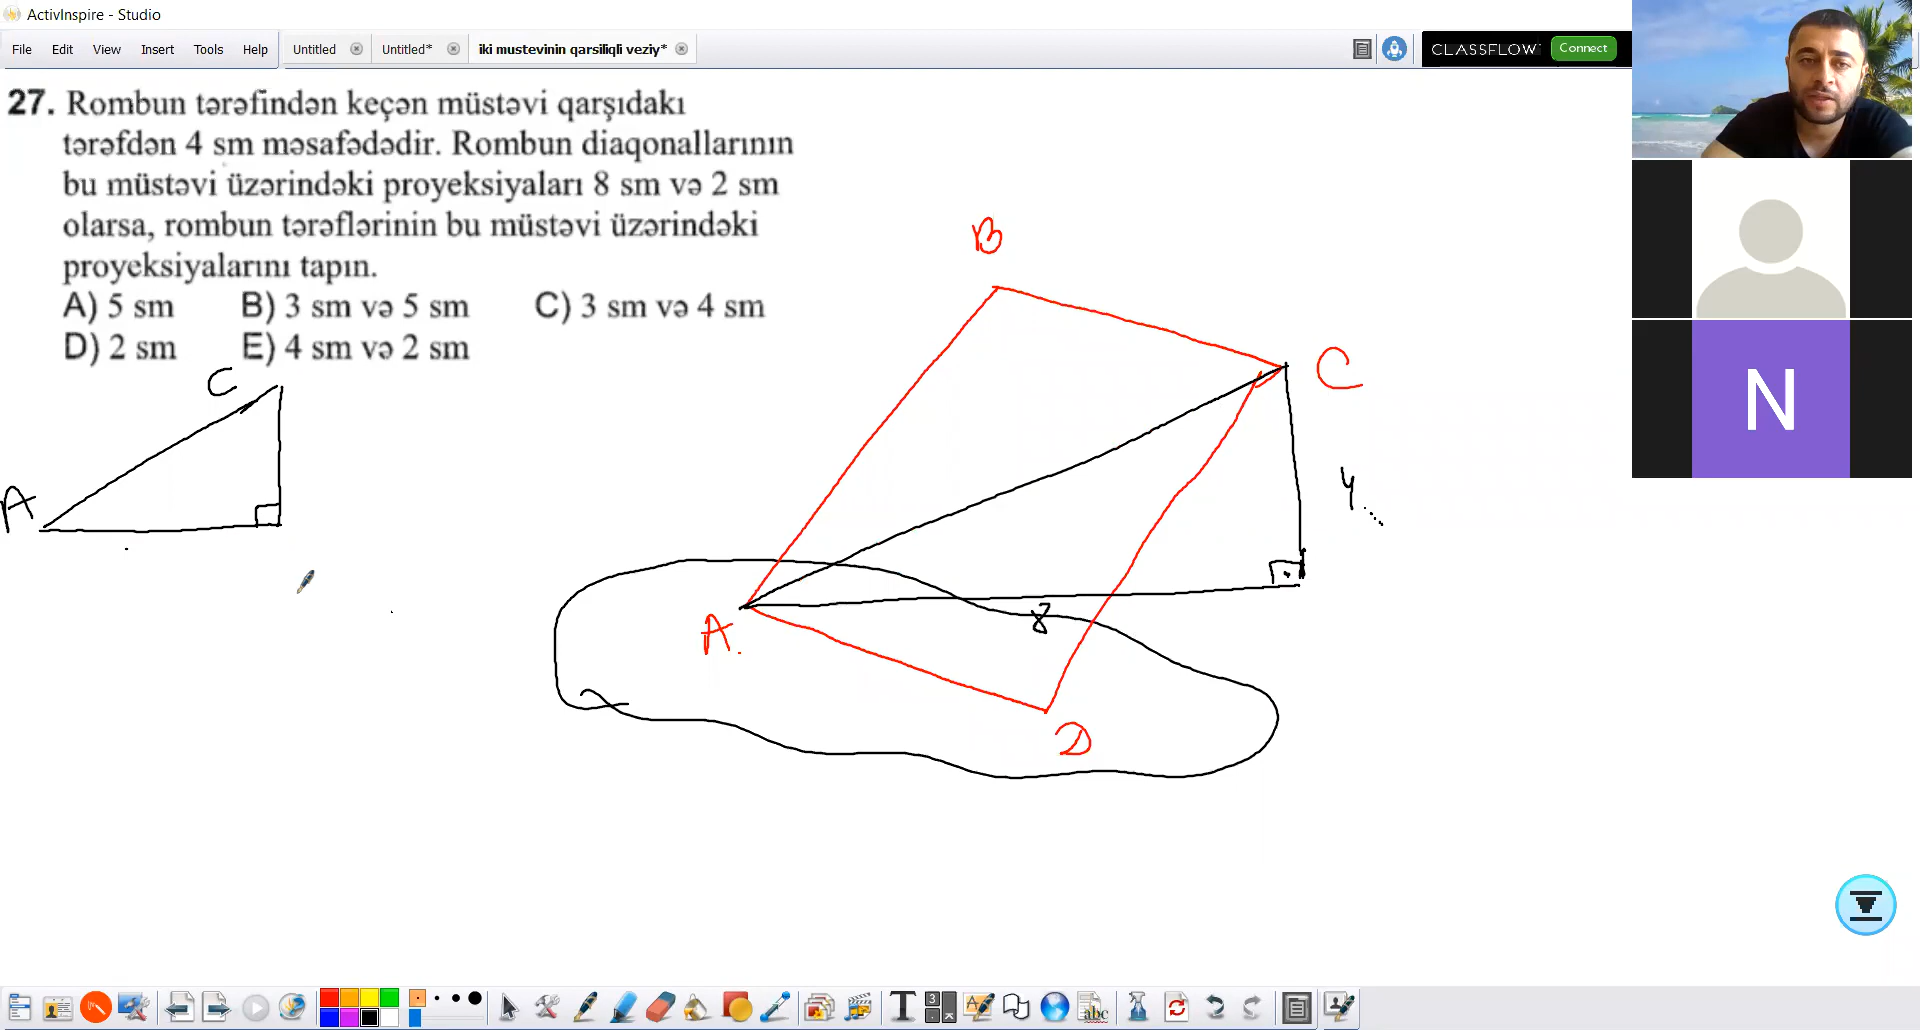 ActivInspire - Studio
File Edit View Insert Tools Help
Untitled Untitled* iki mustevinin qarsiliqli veziy*
CLASSFLOW Connect
27. Rombun tərəfindən keçən müstəvi qarşıdakı
tərəfdən 4 sm məsafədədir. Rombun diaqonallarının
bu müstəvi üzərindəki proyeksiyaları 8 sm və 2 sm
olarsa, rombun tərəflərinin bu müstəvi üzərindəki
proyeksiyalarını tapın.
A) 5 sm B) 3 sm və 5 sm C) 3 sm və 4 sm
D) 2 sm E) 4 sm və 2 sm
B
C
C
A
4
8
A
D
N
T
3
abc